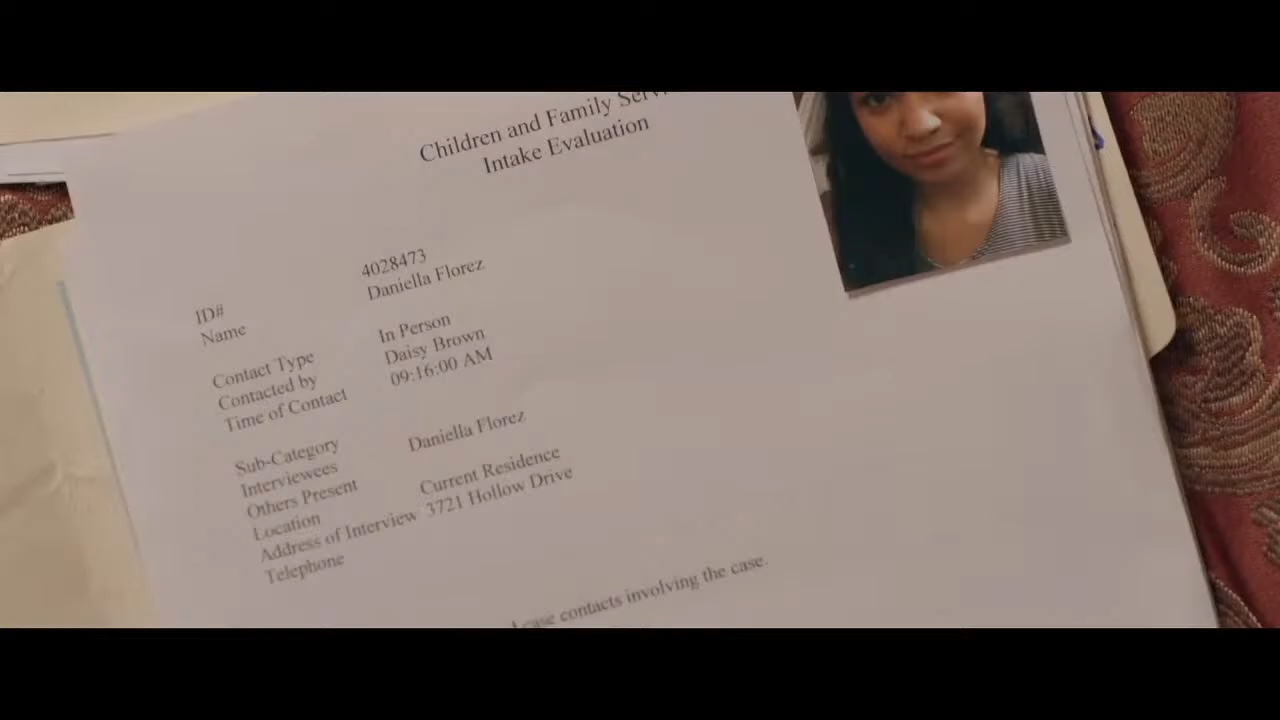 Children and Family Serv
Intake Evaluation
ID# 4028473
Name Daniella Florez
Contact Type In Person
Contacted by Daisy Brown
Time of Contact 09:16:00 AM
Sub-Category
Interviewees Daniella Florez
Others Present
Location Current Residence
Address of Interview 3721 Hollow Drive
Telephone
case contacts involving the case.